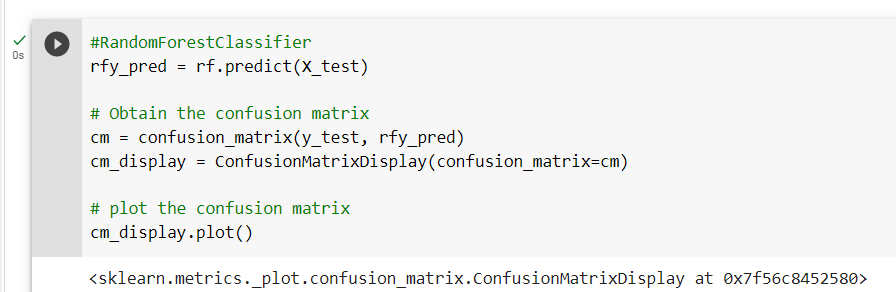 #RandomForestClassifier
0s
rfy_pred = rf.predict(X_test)
# Obtain the confusion matrix
cm = confusion_matrix(y_test, rfy_pred)
cm_display = ConfusionMatrixDisplay(confusion_matrix=cm)
# plot the confusion matrix
cm_display.plot()
<sklearn.metrics._plot.confusion_matrix.ConfusionMatrixDisplay at 0x7f56c8452580>